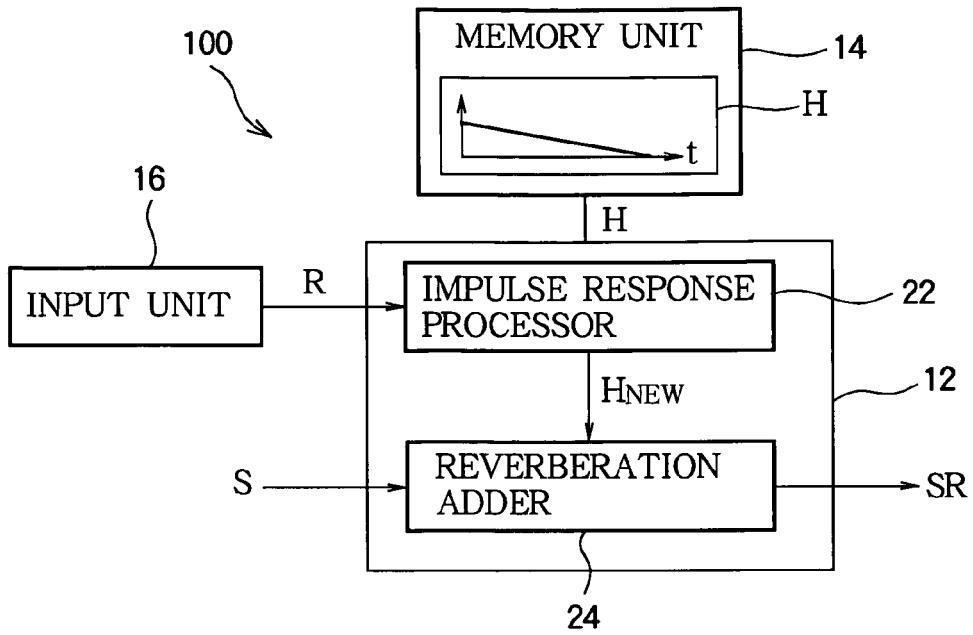 100
MEMORY UNIT
14
H
t
16
H
INPUT UNIT
R
IMPULSE RESPONSE
PROCESSOR
22
HNEW
12
S
REVERBERATION
ADDER
SR
24